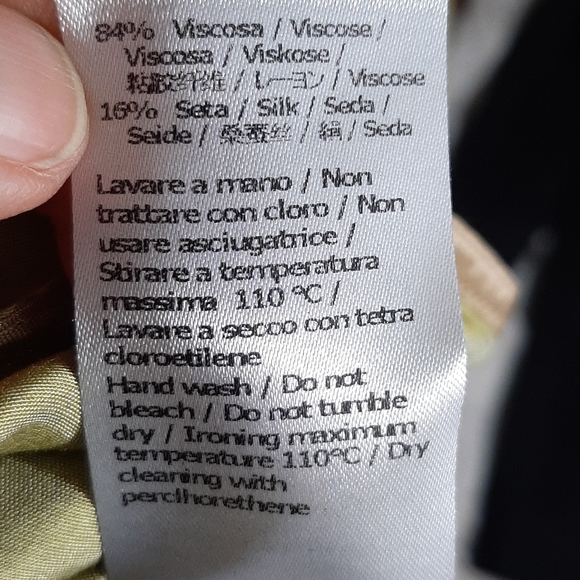 84% Viscosa / Viscose /
Viscosa / Viskose /
粘胶纤维 / レーヨン / Viscose
16% Seta / Silk / Seda /
Seide / 桑蚕丝 / 絹 / Seda
Lavare a mano / Non
trattare con cloro / Non
usare asciugatrice /
Stirare a temperatura
massima 110 °C /
Lavare a secco con tetra
cloroetilene
Hand wash / Do not
bleach / Do not tumble
dry / Ironing maximum
temperature 110°C / Dry
cleaning with
perclhorethene